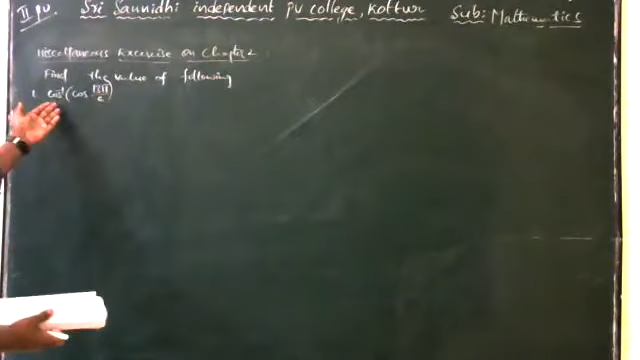 II PU. Sri Saunidhi independent PU college, Kottur Sub: Mathematics
Miscellaneous Excercise on Chapter 2
Find the value of following
1. cos⁻¹(cos 13π/6)